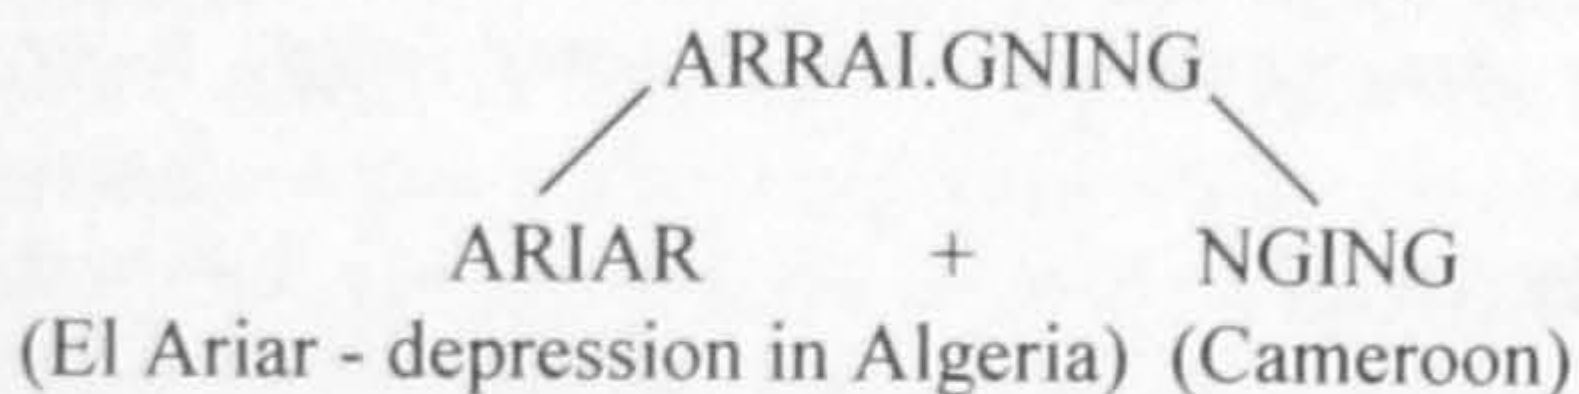 ARRAI.GNING
ARIAR + NGING
(El Ariar - depression in Algeria) (Cameroon)